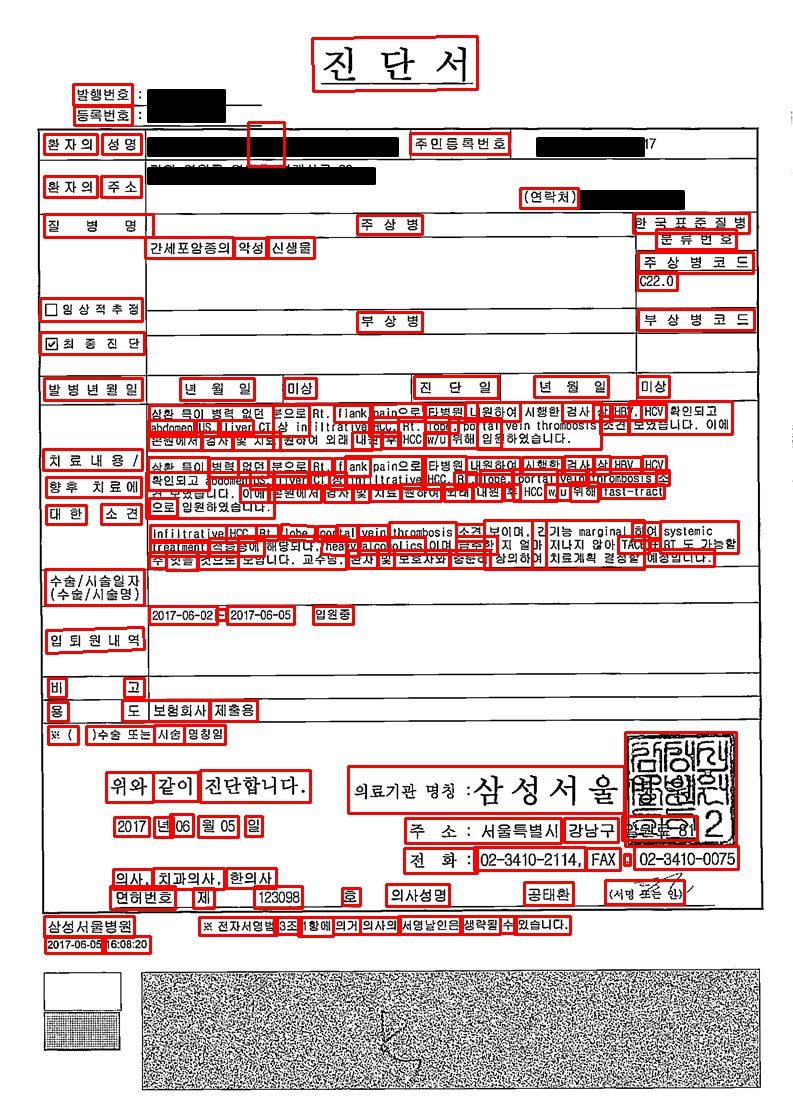 진 단 서
발행번호 :
등록번호 :
환자의 성명 주민등록번호 17
환자의 주소
(연락처)
질 병 명 주 상 병 한국표준질병
분류번호
간세포암종의 악성 신생물
주 상 병 코 드
C22.0
□ 임상적추정
부 상 병 부 상 병 코 드
☑ 최 종 진 단
발 병 년 월 일 년 월 일 미상 진 단 일 년 월 일 미상
상환 특이 병력 없던 분으로 Rt. flank pain으로 타병원 내원하여 시행한 검사 상 HBV, HCV 확인되고
abdomen US, liver CT 상 infiltrative HCC, Rt. lobe, portal vein thrombosis 소견 보였습니다. 이에
본원에서 검사 및 치료 원하여 외래 내원 후 HCC w/u 위해 입원하였습니다.
치 료 내 용 /
향후 치료에
대 한 소 견
상환 특이 병력 없던 분으로 Rt. flank pain으로 타병원 내원하여 시행한 검사 상 HBV, HCV
확인되고 abdomen US, liver CT 상 infiltrative HCC, Rt. lobe, portal vein thrombosis 소
견 보였습니다. 이에 본원에서 검사 및 치료 원하여 외래 내원 후 HCC w/u 위해 fast-tract
으로 입원하였습니다.
infiltrative HCC, Rt. lobe, portal vein thrombosis 소견 보이며, 간기능 marginal 하여 systemic
treatment 적응증에 해당되나, heavy alcoholics 이며 금주한 지 얼마 지나지 않아 TACE + RT 도 가능할
수 있을 것으로 보입니다. 교수님, 환자 및 보호자와 충분히 상의하여 치료계획 결정할 예정입니다.
수술/시술일자
(수술/시술명)
2017-06-02 ~ 2017-06-05 입원중
입 퇴 원 내 역
비 고
용 도 보험회사 제출용
※ ( )수술 또는 시술 명칭임
위와 같이 진단합니다.
의료기관 명칭 : 삼성서울병원
2017 년 06 월 05 일
주 소 : 서울특별시 강남구 일원로 81
전 화 : 02-3410-2114, FAX : 02-3410-0075
의사, 치과의사, 한의사
면허번호 제 123098 호 의사성명 공태환 (서명 또는 인)
삼성서울병원
2017-06-05 16:08:20
※ 전자서명법 3조 1항에 의거 의사의 서명날인은 생략될 수 있습니다.